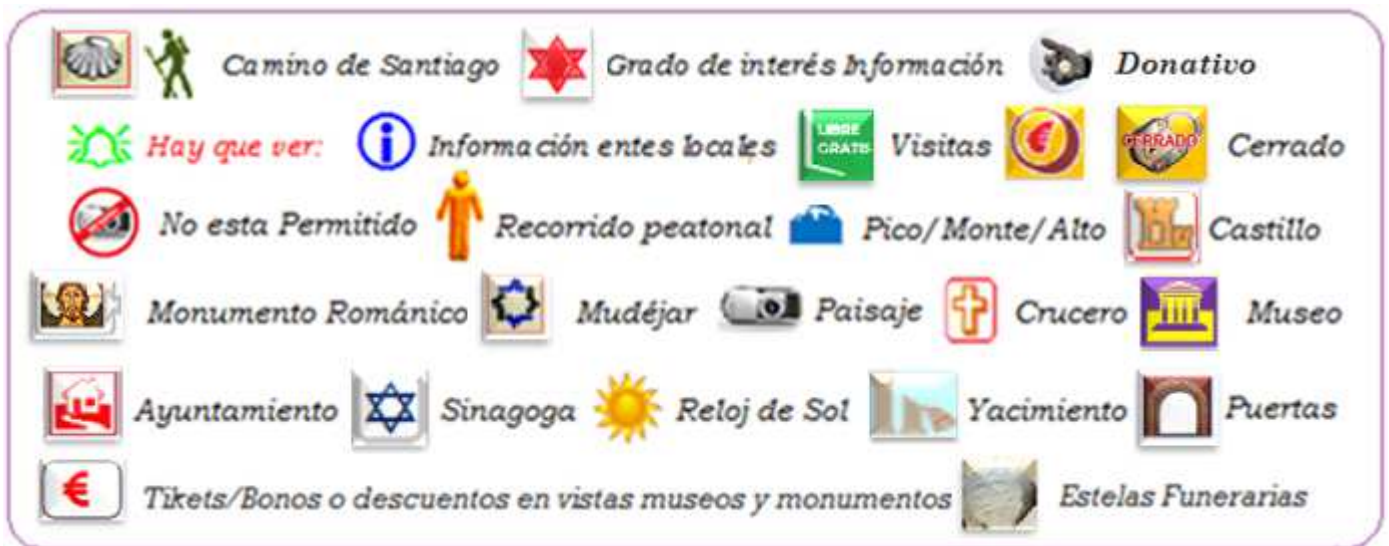 Camino de Santiago Grado de interés Información Donativo
Hay que ver: Información entes locales LIBRE GRATIS Visitas € CERRADO Cerrado
No esta Permitido Recorrido peatonal Pico/Monte/Alto Castillo
Monumento Románico Mudéjar Paisaje Crucero Museo
Ayuntamiento Sinagoga Reloj de Sol Yacimiento Puertas
€ Tikets/Bonos o descuentos en vistas museos y monumentos Estelas Funerarias